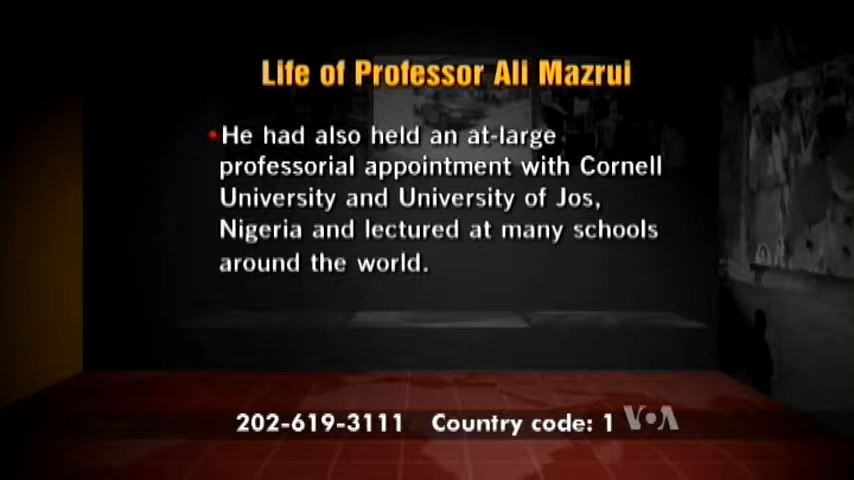 Life of Professor Ali Mazrui
•He had also held an at-large
professorial appointment with Cornell
University and University of Jos,
Nigeria and lectured at many schools
around the world.
202-619-3111 Country code: 1 VOA